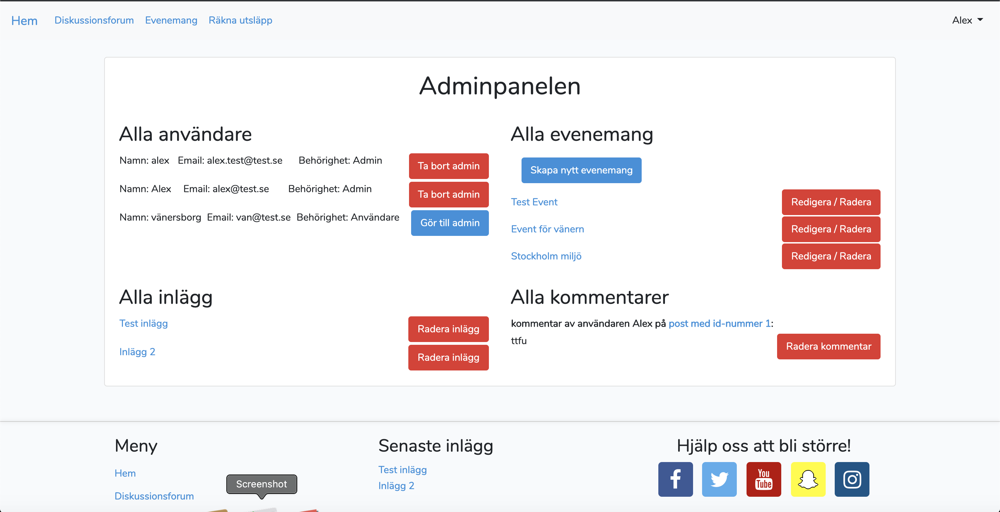 Hem Diskussionsforum Evenemang Räkna utsläpp Alex
Adminpanelen
Alla användare
Namn: alex Email: alex.test@test.se Behörighet: Admin Ta bort admin
Namn: Alex Email: alex@test.se Behörighet: Admin Ta bort admin
Namn: vänersborg Email: van@test.se Behörighet: Användare Gör till admin
Alla evenemang
Skapa nytt evenemang
Test Event Redigera / Radera
Event för vänern Redigera / Radera
Stockholm miljö Redigera / Radera
Alla inlägg
Test inlägg Radera inlägg
Inlägg 2 Radera inlägg
Alla kommentarer
kommentar av användaren Alex på post med id-nummer 1:
ttfu Radera kommentar
Meny
Hem
Diskussionsforum
Screenshot
Senaste inlägg
Test inlägg
Inlägg 2
Hjälp oss att bli större!
You
Tube